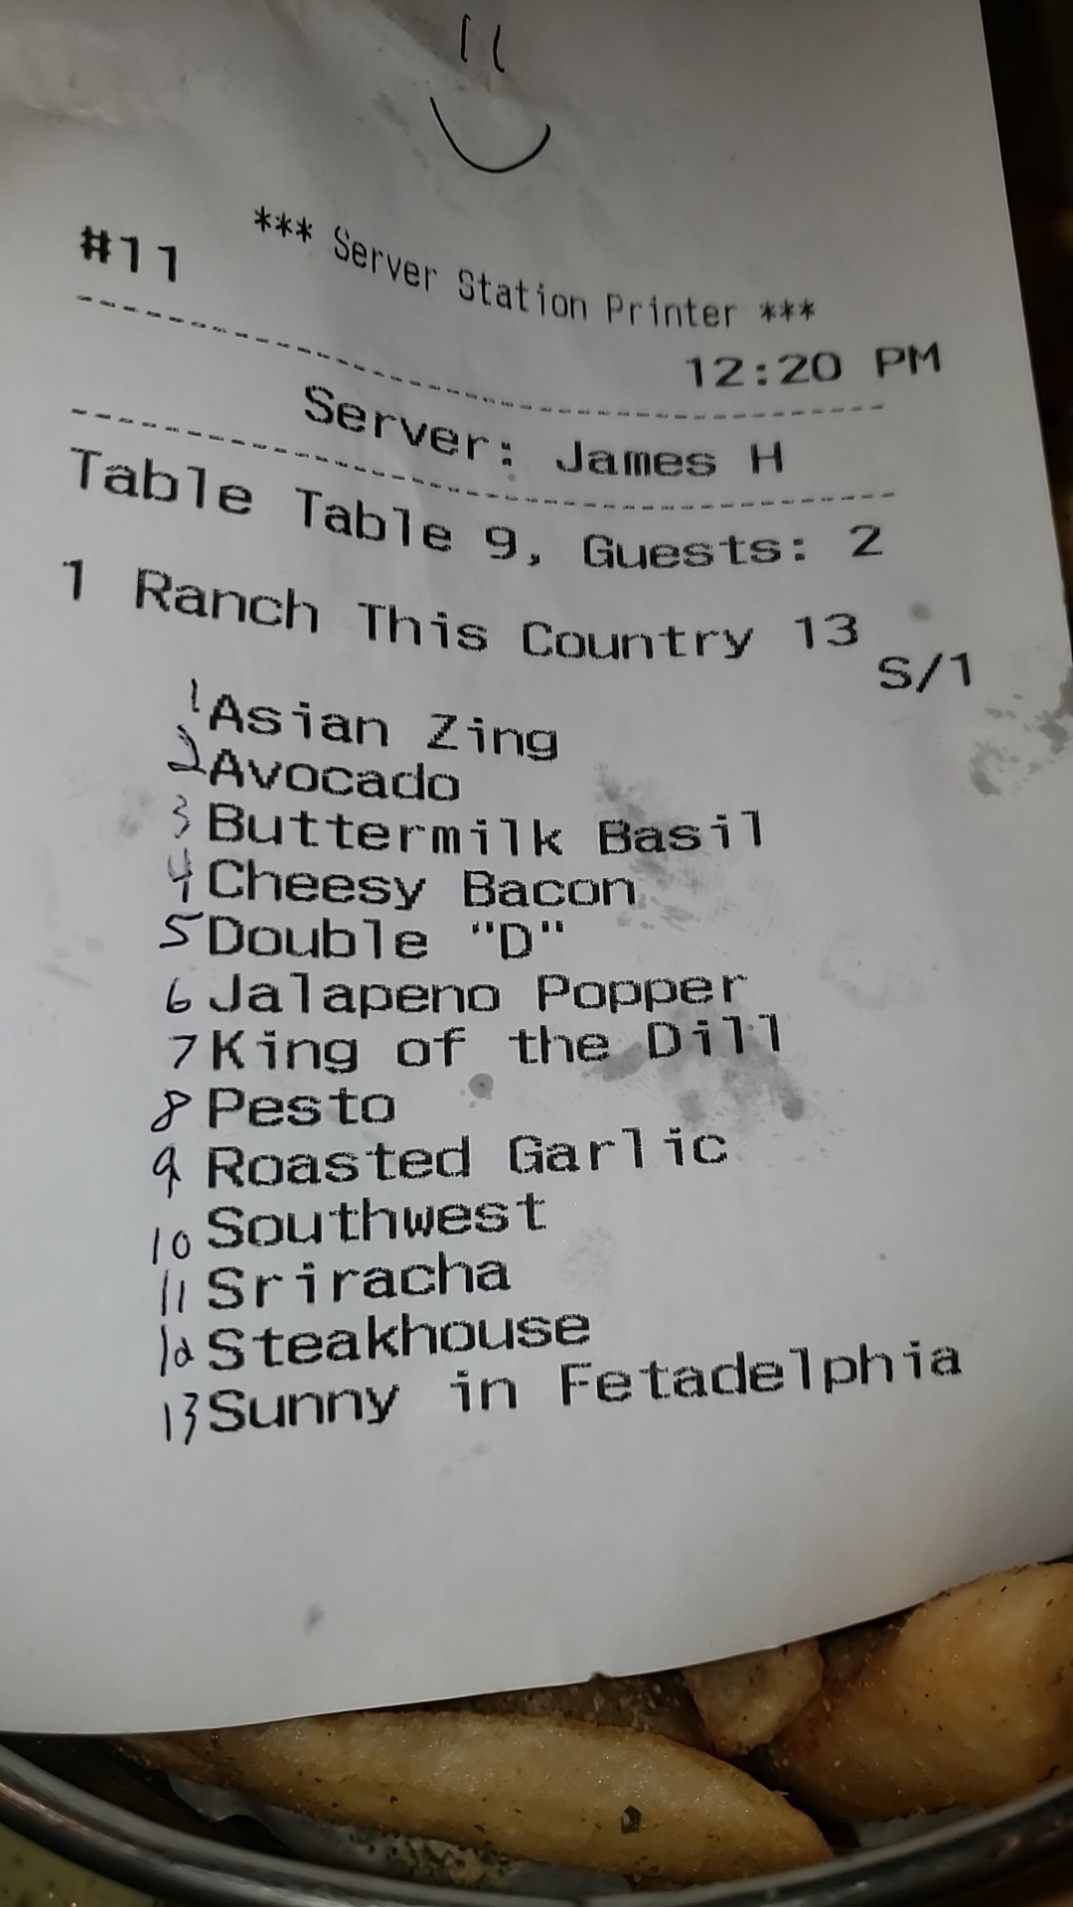 *** Server Station Printer ***
#11
12:20 PM
Server: James H
Table Table 9, Guests: 2
1 Ranch This Country 13
S/1
1 Asian Zing
2 Avocado
3 Buttermilk Basil
4 Cheesy Bacon
5 Double "D"
6 Jalapeno Popper
7 King of the Dill
8 Pesto
9 Roasted Garlic
10 Southwest
11 Sriracha
12 Steakhouse
13 Sunny in Fetadelphia